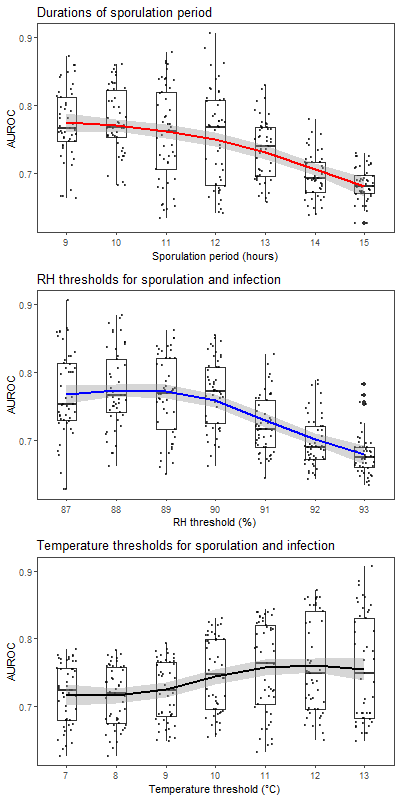 Durations of sporulation period
0.9
0.8
0.7
AUROC
9 10 11 12 13 14 15
Sporulation period (hours)
RH thresholds for sporulation and infection
0.9
0.8
0.7
AUROC
87 88 89 90 91 92 93
RH threshold (%)
Temperature thresholds for sporulation and infection
0.9
0.8
0.7
AUROC
7 8 9 10 11 12 13
Temperature threshold (°C)